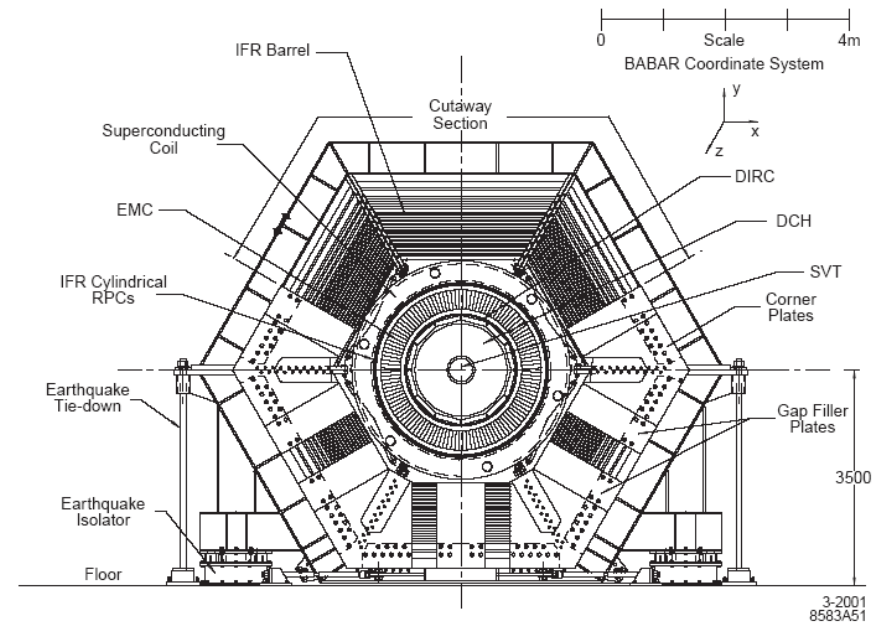 0
Scale
4m
BABAR Coordinate System
y
x
z
IFR Barrel
Cutaway
Section
Superconducting
Coil
DIRC
EMC
DCH
SVT
IFR Cylindrical
RPCs
Corner
Plates
Earthquake
Tie-down
Gap Filler
Plates
3500
Earthquake
Isolator
Floor
3-2001
8583A51